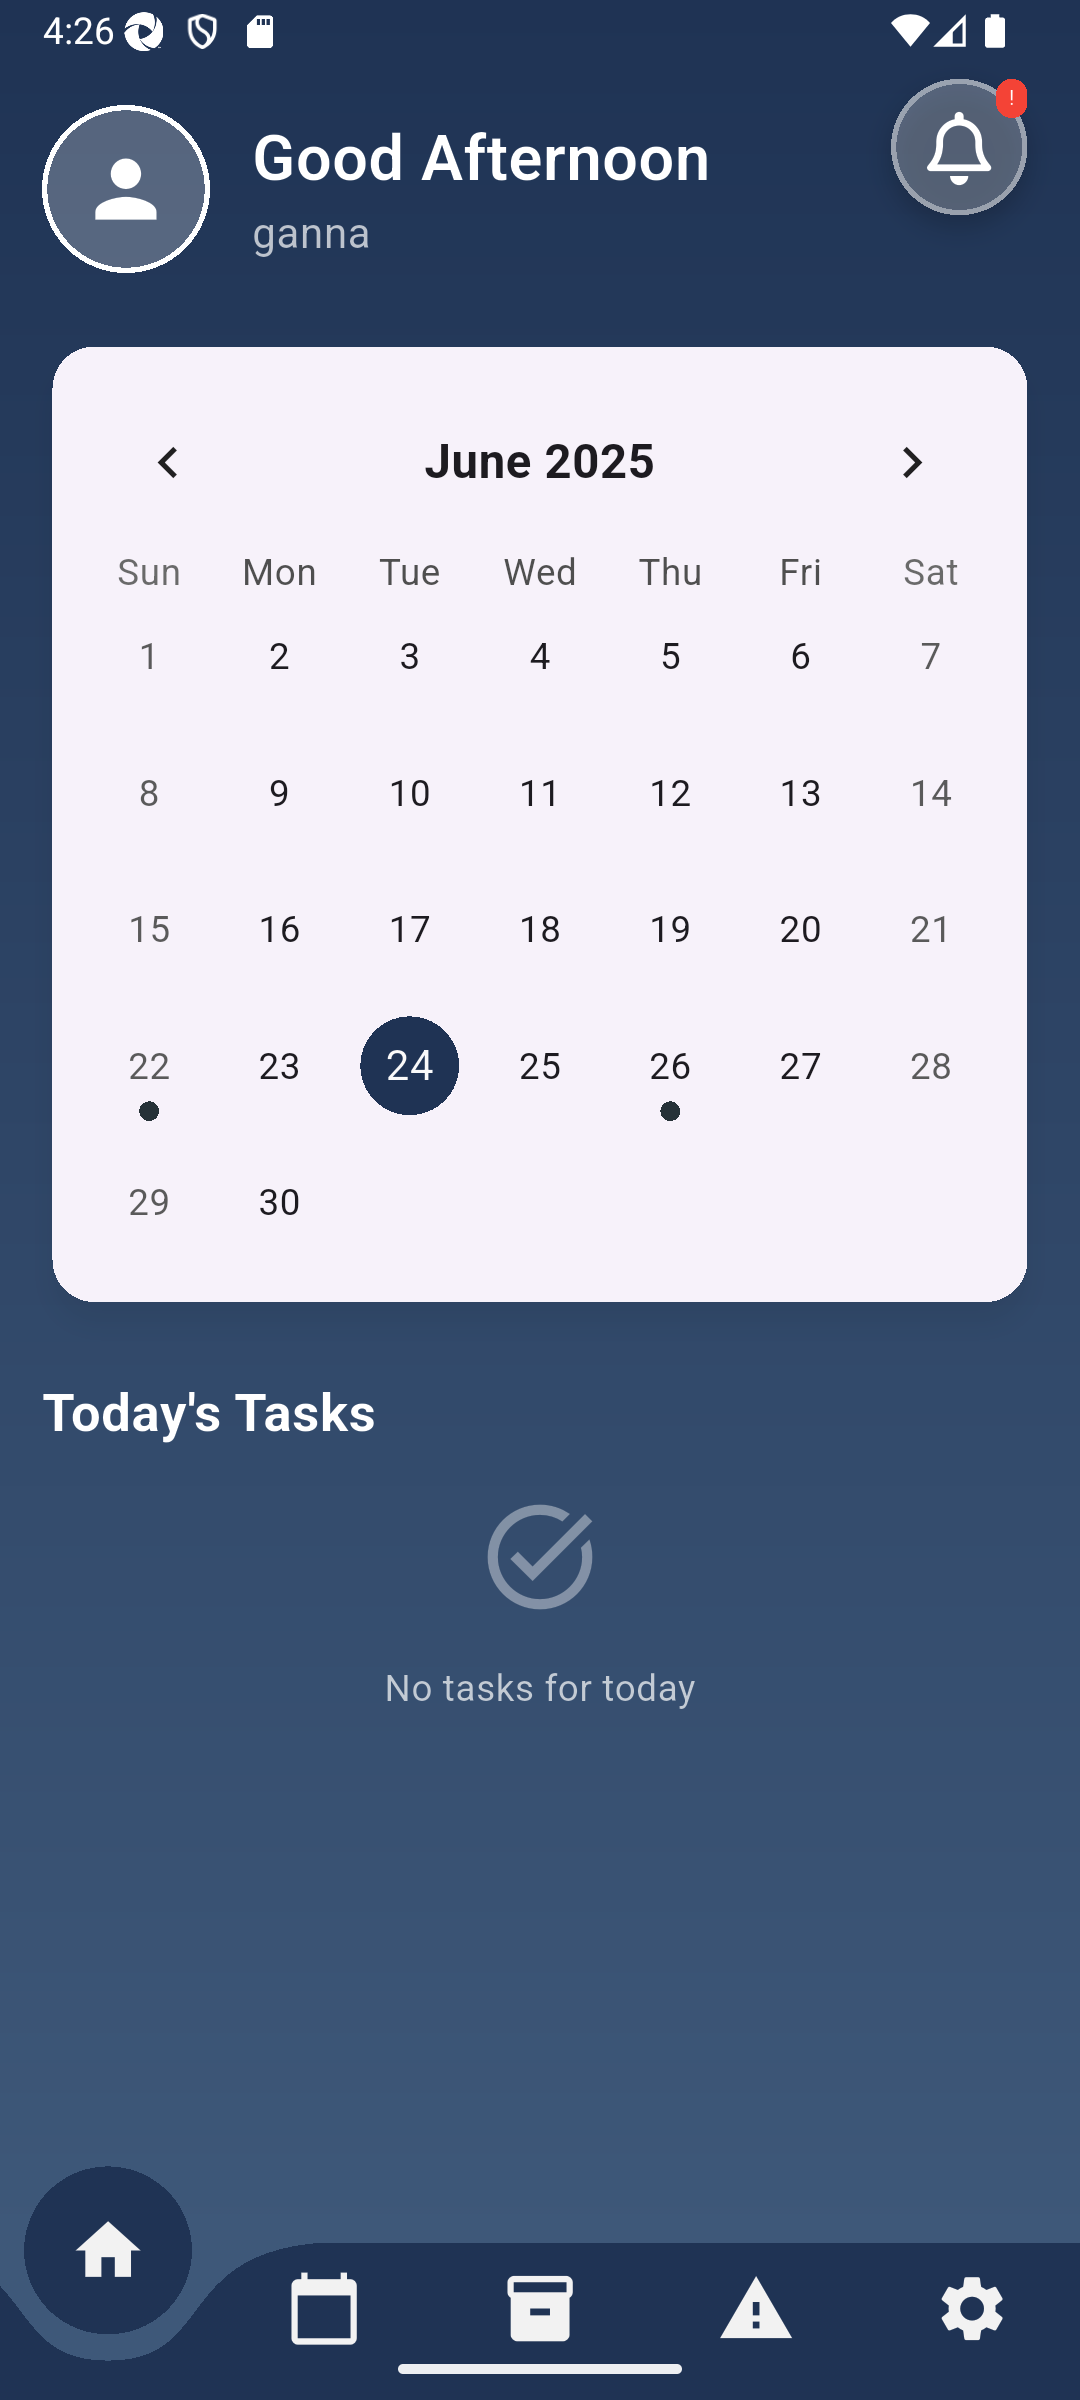 4:26
!
Good Afternoon
ganna
June 2025
Sun Mon Tue Wed Thu Fri Sat
1 2 3 4 5 6 7
8 9 10 11 12 13 14
15 16 17 18 19 20 21
22 23 24 25 26 27 28
29 30
Today's Tasks
No tasks for today